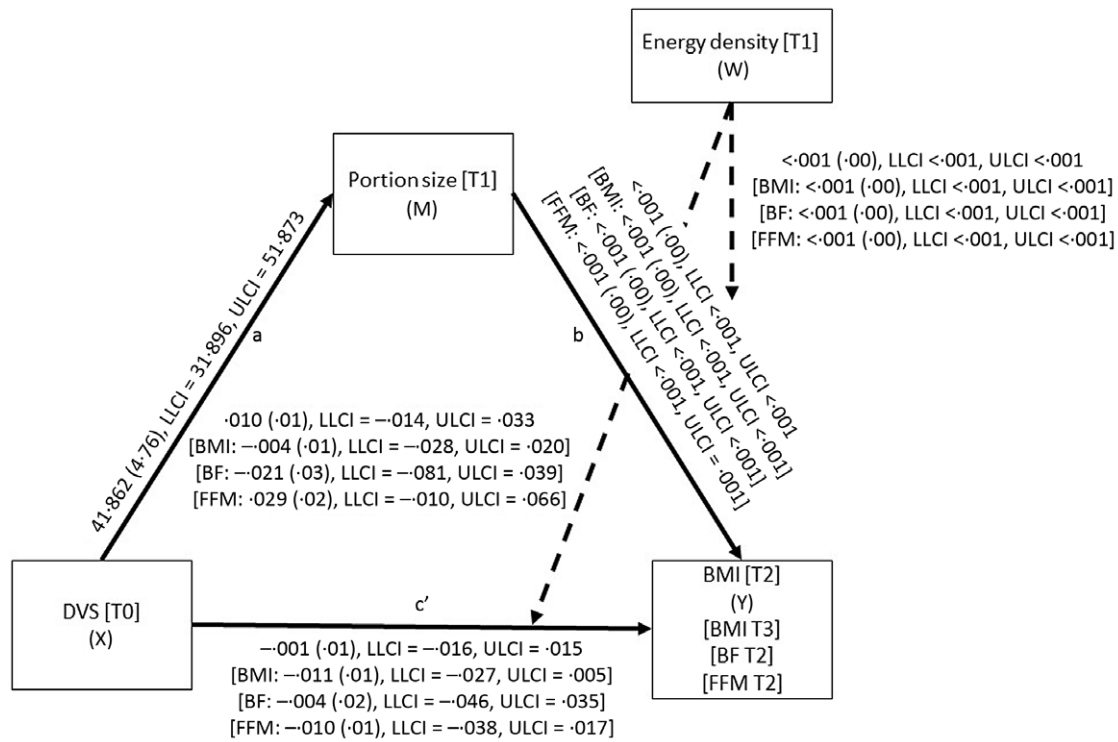 Energy density [T1]
(W)
<·001 (·00), LLCI <·001, ULCI <·001
[BMI: <·001 (·00), LLCI <·001, ULCI <·001]
[BF: <·001 (·00), LLCI <·001, ULCI <·001]
[FFM: <·001 (·00), LLCI <·001, ULCI <·001]
Portion size [T1]
(M)
<·001 (·00), LLCI <·001, ULCI <·001
[BMI: <·001 (·00), LLCI <·001, ULCI <·001]
[BF: <·001 (·00), LLCI <·001, ULCI <·001]
[FFM: <·001 (·00), LLCI <·001, ULCI = ·001]
41·862 (4·76), LLCI = 31·896, ULCI = 51·873
a
b
·010 (·01), LLCI = −·014, ULCI = ·033
[BMI: −·004 (·01), LLCI = −·028, ULCI = ·020]
[BF: −·021 (·03), LLCI = −·081, ULCI = ·039]
[FFM: ·029 (·02), LLCI = −·010, ULCI = ·066]
DVS [T0]
(X)
c’
−·001 (·01), LLCI = −·016, ULCI = ·015
[BMI: −·011 (·01), LLCI = −·027, ULCI = ·005]
[BF: −·004 (·02), LLCI = −·046, ULCI = ·035]
[FFM: −·010 (·01), LLCI = −·038, ULCI = ·017]
BMI [T2]
(Y)
[BMI T3]
[BF T2]
[FFM T2]